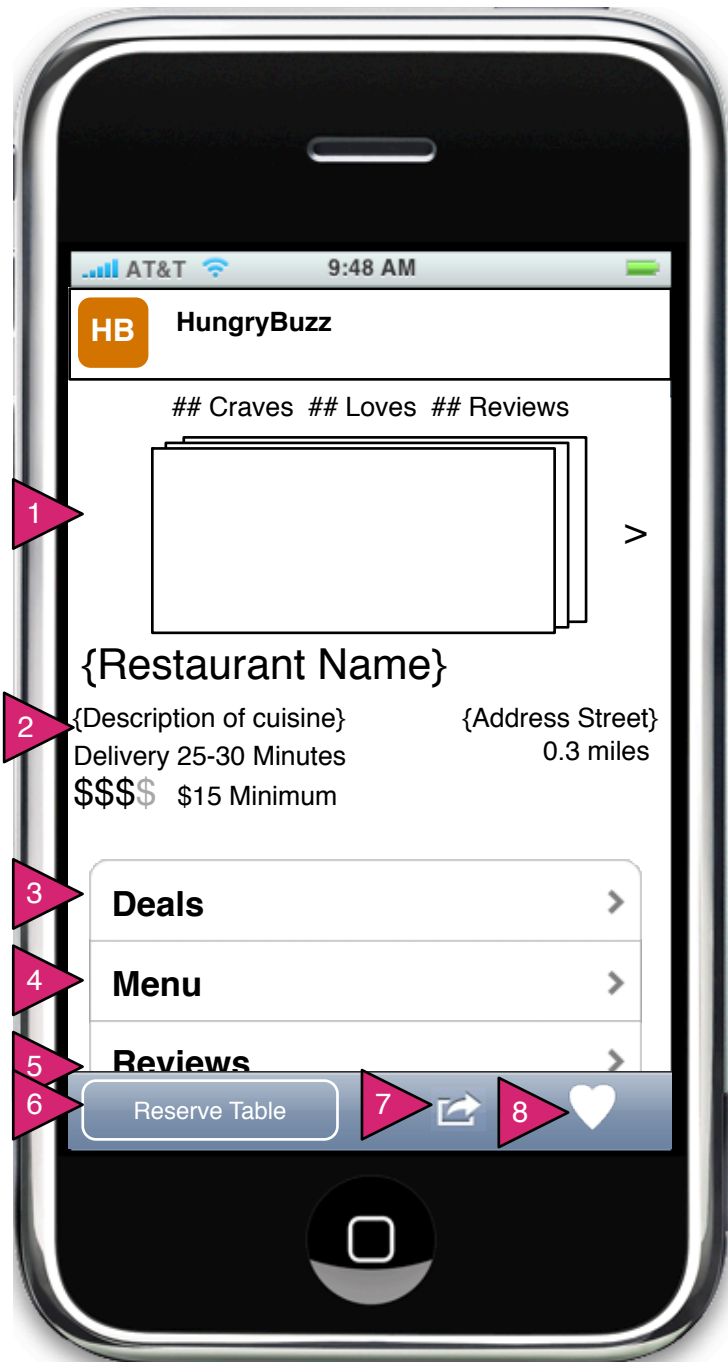 AT&T 9:48 AM
HB HungryBuzz
## Craves ## Loves ## Reviews
1
>
{Restaurant Name}
2 {Description of cuisine} {Address Street}
Delivery 25-30 Minutes 0.3 miles
$$$$ $15 Minimum
3 Deals
4 Menu
5 Reviews
6 Reserve Table 7 8